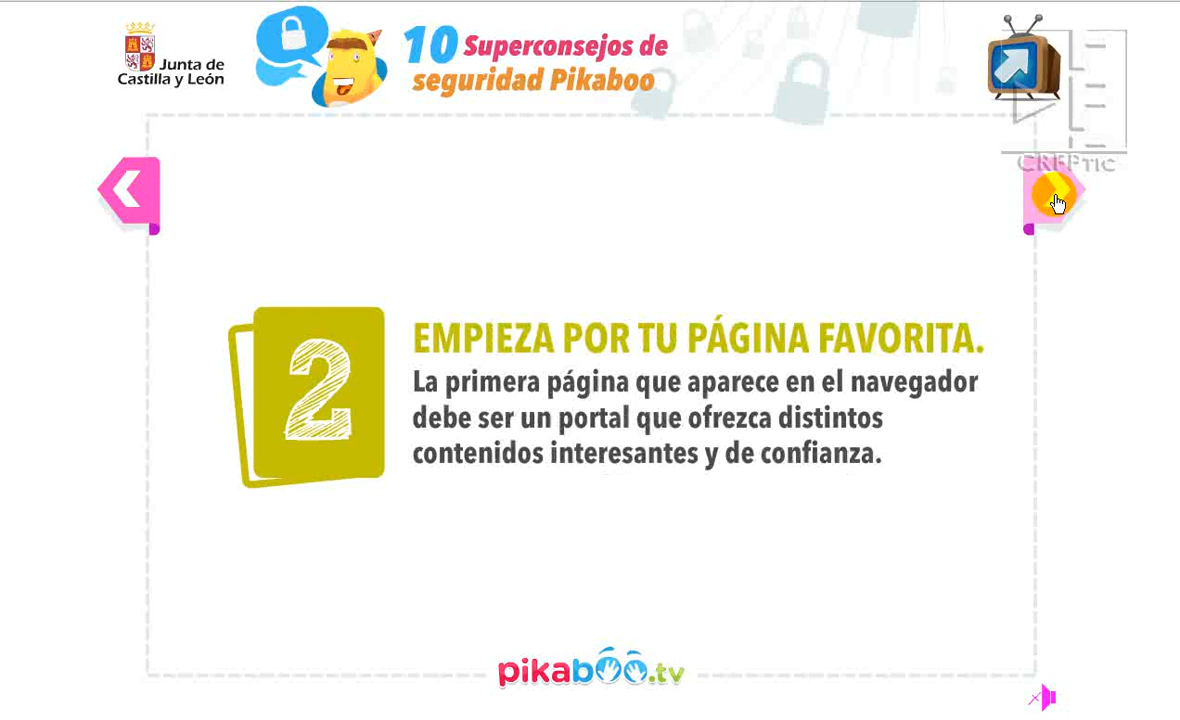 Junta de
Castilla y León
10 Superconsejos de
seguridad Pikaboo
CRFPTIC
2
EMPIEZA POR TU PÁGINA FAVORITA.
La primera página que aparece en el navegador
debe ser un portal que ofrezca distintos
contenidos interesantes y de confianza.
pikaboo.tv